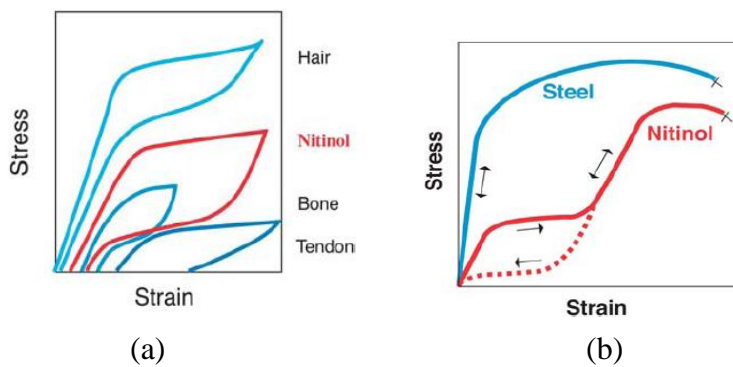 Hair
Nitinol
Bone
Tendon
Stress
Strain
(a)
Steel
Nitinol
Stress
Strain
(b)